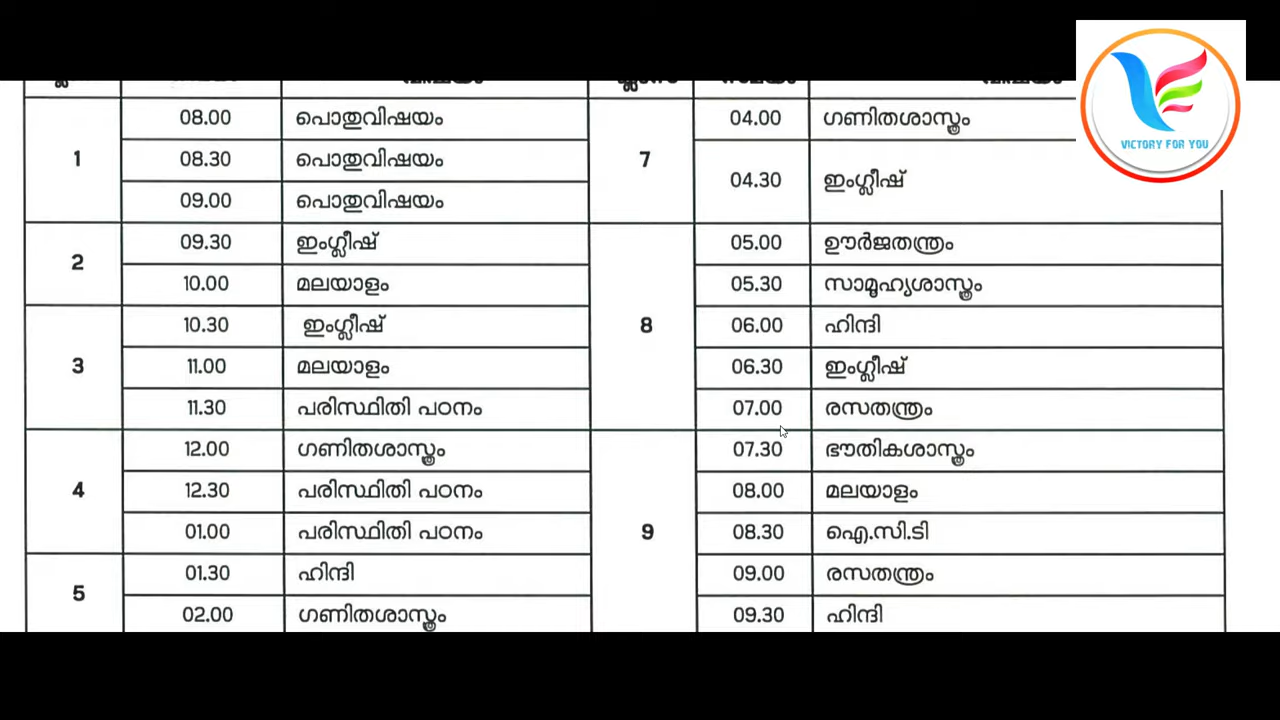 വിഷയം ക്ലാസ് സമയം വിഷയം
1
08.00 പൊതുവിഷയം
08.30 പൊതുവിഷയം
09.00 പൊതുവിഷയം
2
09.30 ഇംഗ്ലീഷ്
10.00 മലയാളം
3
10.30 ഇംഗ്ലീഷ്
11.00 മലയാളം
11.30 പരിസ്ഥിതി പഠനം
4
12.00 ഗണിതശാസ്ത്രം
12.30 പരിസ്ഥിതി പഠനം
01.00 പരിസ്ഥിതി പഠനം
5
01.30 ഹിന്ദി
02.00 ഗണിതശാസ്ത്രം
7
04.00 ഗണിതശാസ്ത്രം
04.30 ഇംഗ്ലീഷ്
8
05.00 ഊർജതന്ത്രം
05.30 സാമൂഹ്യശാസ്ത്രം
06.00 ഹിന്ദി
06.30 ഇംഗ്ലീഷ്
07.00 രസതന്ത്രം
9
07.30 ഭൗതികശാസ്ത്രം
08.00 മലയാളം
08.30 ഐ.സി.ടി
09.00 രസതന്ത്രം
09.30 ഹിന്ദി
VICTORY FOR YOU